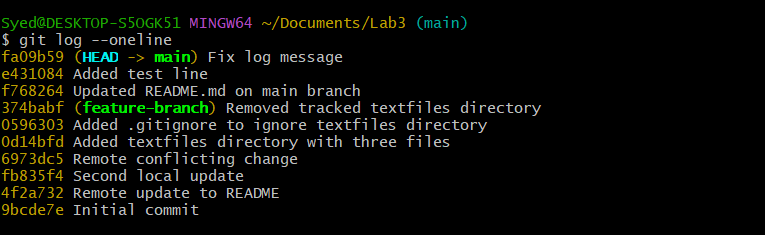 Syed@DESKTOP-S5OGK51 MINGW64 ~/Documents/Lab3 (main)
$ git log --oneline
fa09b59 (HEAD -> main) Fix log message
e431084 Added test line
f768264 Updated README.md on main branch
374babf (feature-branch) Removed tracked textfiles directory
0596303 Added .gitignore to ignore textfiles directory
0d14bfd Added textfiles directory with three files
6973dc5 Remote conflicting change
fb835f4 Second local update
4f2a732 Remote update to README
9bcde7e Initial commit